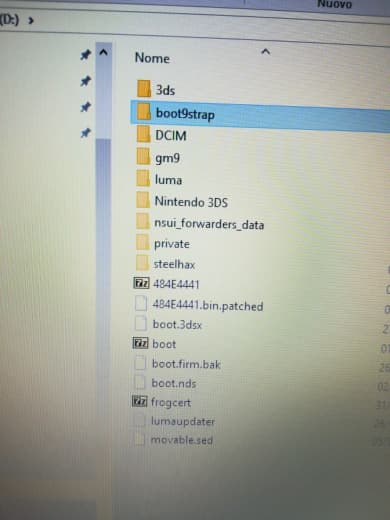 Nuovo
(D:)
Nome
3ds
boot9strap
DCIM
gm9
luma
Nintendo 3DS
nsui_forwarders_data
private
steelhax
484E4441
484E4441.bin.patched
boot.3dsx
boot
boot.firm.bak
boot.nds
frogcert
lumaupdater
movable.sed